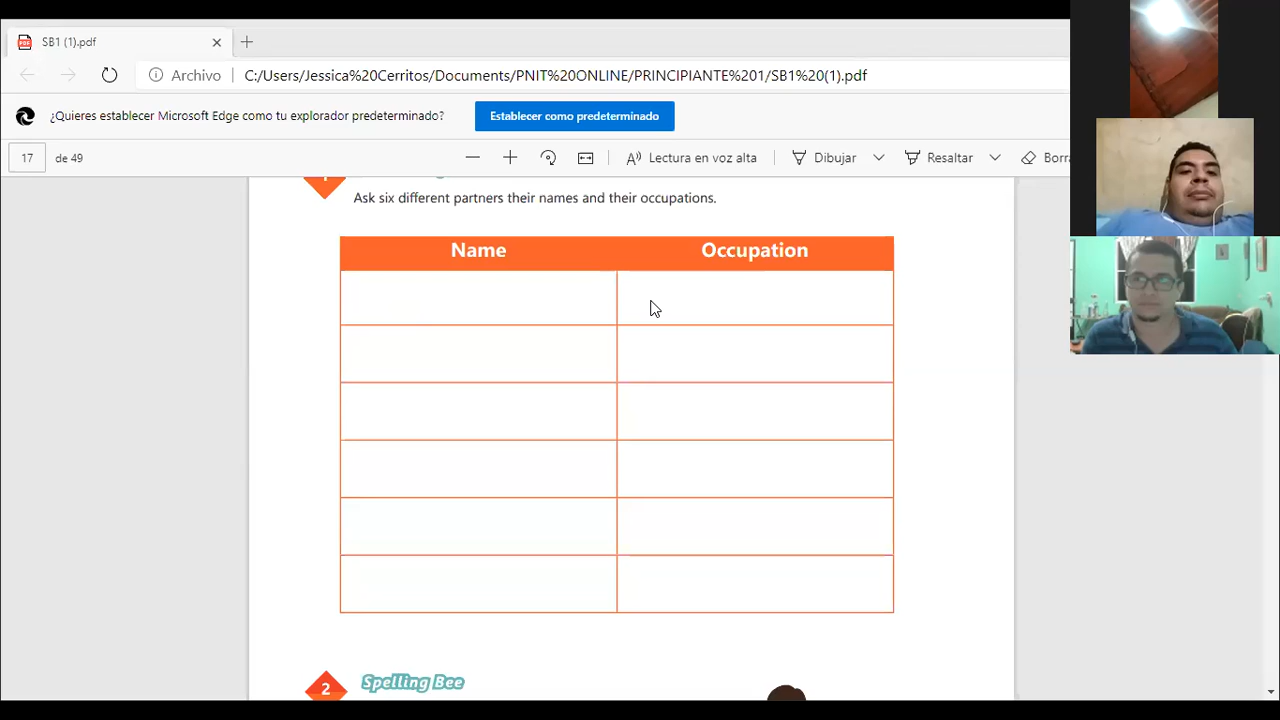 SB1 (1).pdf
Archivo C:/Users/Jessica%20Cerritos/Documents/PNIT%20ONLINE/PRINCIPIANTE%201/SB1%20(1).pdf
¿Quieres establecer Microsoft Edge como tu explorador predeterminado? Establecer como predeterminado
17 de 49 Lectura en voz alta Dibujar Resaltar Borra
Ask six different partners their names and their occupations.
Name Occupation
2 Spelling Bee